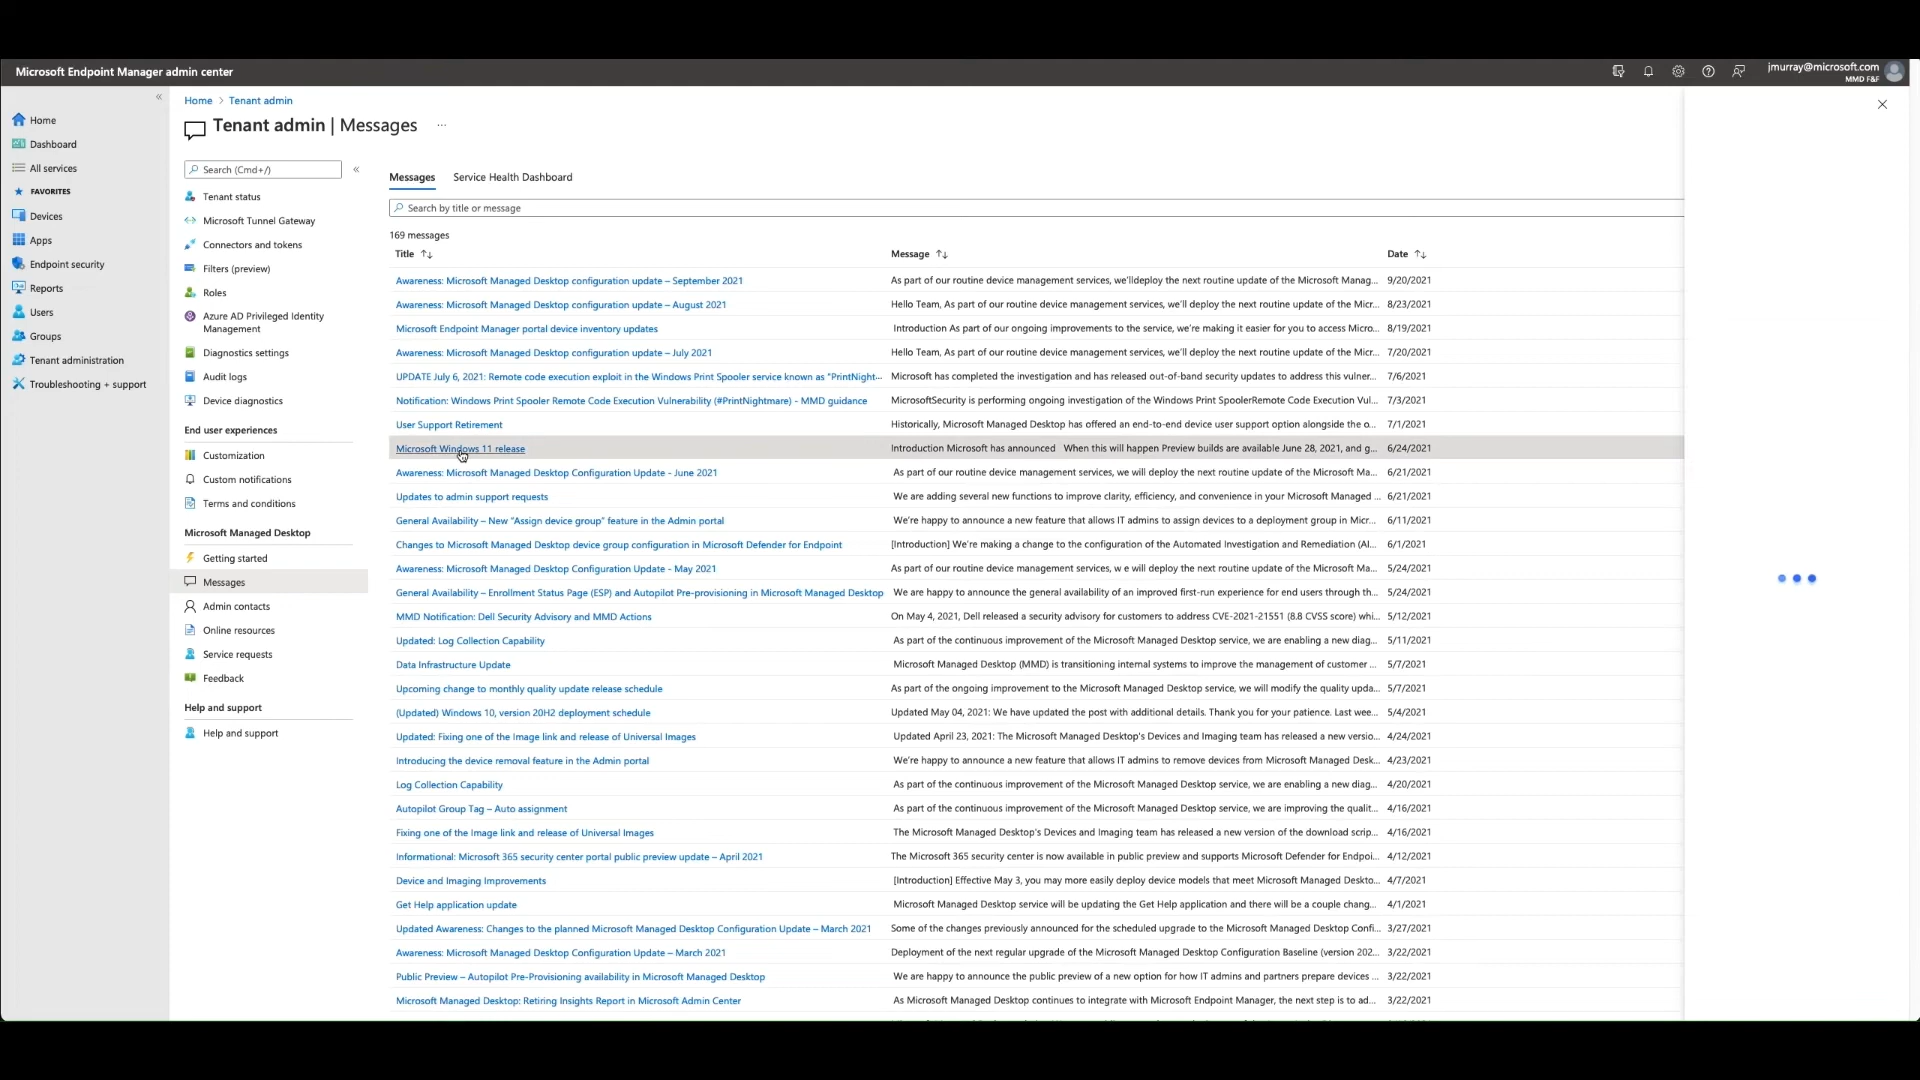 Microsoft Endpoint Manager admin center
jmurray@microsoft.com
MMD F&F
Home
Dashboard
All services
FAVORITES
Devices
Apps
Endpoint security
Reports
Users
Groups
Tenant administration
Troubleshooting + support
Home > Tenant admin
Tenant admin | Messages ...
Search (Cmd+/)
Tenant status
Microsoft Tunnel Gateway
Connectors and tokens
Filters (preview)
Roles
Azure AD Privileged Identity
Management
Diagnostics settings
Audit logs
Device diagnostics
End user experiences
Customization
Custom notifications
Terms and conditions
Microsoft Managed Desktop
Getting started
Messages
Admin contacts
Online resources
Service requests
Feedback
Help and support
Help and support
Messages Service Health Dashboard
Search by title or message
169 messages
Title Message Date
Awareness: Microsoft Managed Desktop configuration update – September 2021 As part of our routine device management services, we'lldeploy the next routine update of the Microsoft Manag... 9/20/2021
Awareness: Microsoft Managed Desktop configuration update – August 2021 Hello Team, As part of our routine device management services, we'll deploy the next routine update of the Micr... 8/23/2021
Microsoft Endpoint Manager portal device inventory updates Introduction As part of our ongoing improvements to the service, we're making it easier for you to access Micro... 8/19/2021
Awareness: Microsoft Managed Desktop configuration update – July 2021 Hello Team, As part of our routine device management services, we'll deploy the next routine update of the Micr... 7/20/2021
UPDATE July 6, 2021: Remote code execution exploit in the Windows Print Spooler service known as "PrintNight... Microsoft has completed the investigation and has released out-of-band security updates to address this vulner... 7/6/2021
Notification: Windows Print Spooler Remote Code Execution Vulnerability (#PrintNightmare) - MMD guidance MicrosoftSecurity is performing ongoing investigation of the Windows Print SpoolerRemote Code Execution Vul... 7/3/2021
User Support Retirement Historically, Microsoft Managed Desktop has offered an end-to-end device user support option alongside the o... 7/1/2021
Microsoft Windows 11 release Introduction Microsoft has announced When this will happen Preview builds are available June 28, 2021, and g... 6/24/2021
Awareness: Microsoft Managed Desktop Configuration Update - June 2021 As part of our routine device management services, we will deploy the next routine update of the Microsoft Ma... 6/21/2021
Updates to admin support requests We are adding several new functions to improve clarity, efficiency, and convenience in your Microsoft Managed ... 6/21/2021
General Availability – New "Assign device group" feature in the Admin portal We're happy to announce a new feature that allows IT admins to assign devices to a deployment group in Micr... 6/11/2021
Changes to Microsoft Managed Desktop device group configuration in Microsoft Defender for Endpoint [Introduction] We're making a change to the configuration of the Automated Investigation and Remediation (AI... 6/1/2021
Awareness: Microsoft Managed Desktop Configuration Update - May 2021 As part of our routine device management services, w e will deploy the next routine update of the Microsoft Ma... 5/24/2021
General Availability – Enrollment Status Page (ESP) and Autopilot Pre-provisioning in Microsoft Managed Desktop We are happy to announce the general availability of an improved first-run experience for end users through th... 5/24/2021
MMD Notification: Dell Security Advisory and MMD Actions On May 4, 2021, Dell released a security advisory for customers to address CVE-2021-21551 (8.8 CVSS score) whi... 5/12/2021
Updated: Log Collection Capability As part of the continuous improvement of the Microsoft Managed Desktop service, we are enabling a new diag... 5/11/2021
Data Infrastructure Update Microsoft Managed Desktop (MMD) is transitioning internal systems to improve the management of customer ... 5/7/2021
Upcoming change to monthly quality update release schedule As part of the ongoing improvement to the Microsoft Managed Desktop service, we will modify the quality upda... 5/7/2021
(Updated) Windows 10, version 20H2 deployment schedule Updated May 04, 2021: We have updated the post with additional details. Thank you for your patience. Last wee... 5/4/2021
Updated: Fixing one of the Image link and release of Universal Images Updated April 23, 2021: The Microsoft Managed Desktop's Devices and Imaging team has released a new versio... 4/24/2021
Introducing the device removal feature in the Admin portal We're happy to announce a new feature that allows IT admins to remove devices from Microsoft Managed Desk... 4/23/2021
Log Collection Capability As part of the continuous improvement of the Microsoft Managed Desktop service, we are enabling a new diag... 4/20/2021
Autopilot Group Tag – Auto assignment As part of the continuous improvement of the Microsoft Managed Desktop service, we are improving the qualit... 4/16/2021
Fixing one of the Image link and release of Universal Images The Microsoft Managed Desktop's Devices and Imaging team has released a new version of the download scrip... 4/16/2021
Informational: Microsoft 365 security center portal public preview update – April 2021 The Microsoft 365 security center is now available in public preview and supports Microsoft Defender for Endpoi... 4/12/2021
Device and Imaging Improvements [Introduction] Effective May 3, you may more easily deploy device models that meet Microsoft Managed Deskto... 4/7/2021
Get Help application update Microsoft Managed Desktop service will be updating the Get Help application and there will be a couple chang... 4/1/2021
Updated Awareness: Changes to the planned Microsoft Managed Desktop Configuration Update – March 2021 Some of the changes previously announced for the scheduled upgrade to the Microsoft Managed Desktop Confi... 3/27/2021
Awareness: Microsoft Managed Desktop Configuration Update – March 2021 Deployment of the next regular upgrade of the Microsoft Managed Desktop Configuration Baseline (version 202... 3/22/2021
Public Preview – Autopilot Pre-Provisioning availability in Microsoft Managed Desktop We are happy to announce the public preview of a new option for how IT admins and partners prepare devices ... 3/22/2021
Microsoft Managed Desktop: Retiring Insights Report in Microsoft Admin Center As Microsoft Managed Desktop continues to integrate with Microsoft Endpoint Manager, the next step is to ad... 3/22/2021